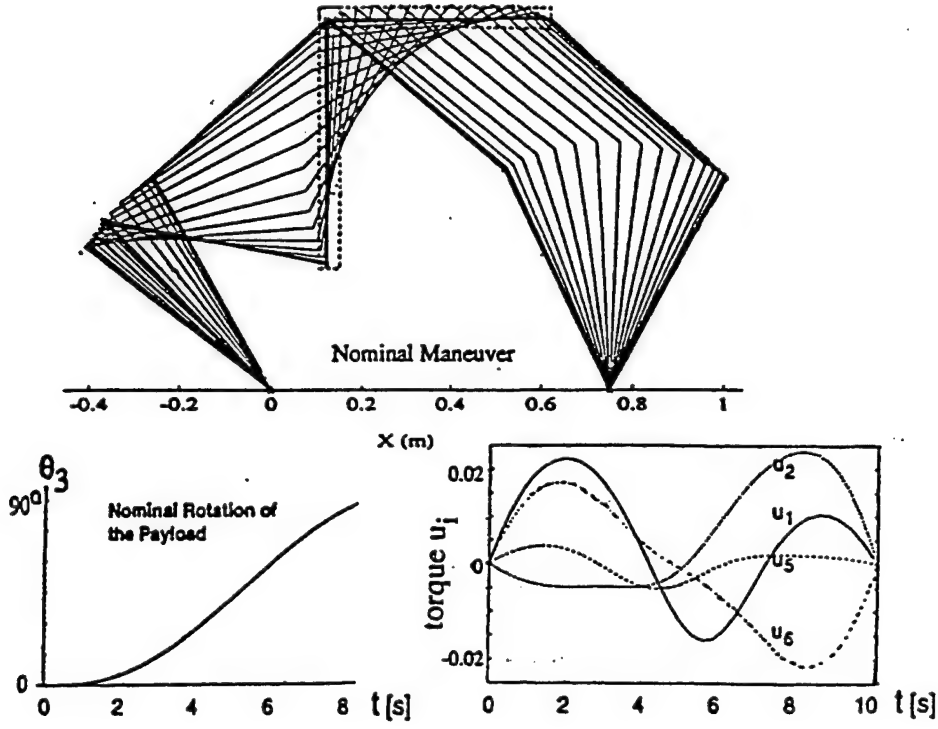 Nominal Maneuver
-0.4 -0.2 0 0.2 0.4 0.6 0.8 1
X (m)
θ3
90°
Nominal Rotation of
the Payload
0
0 2 4 6 8 t [s]
torque ui
0.02
0
-0.02
u2
u1
u5
u6
0 2 4 6 8 10 t [s]